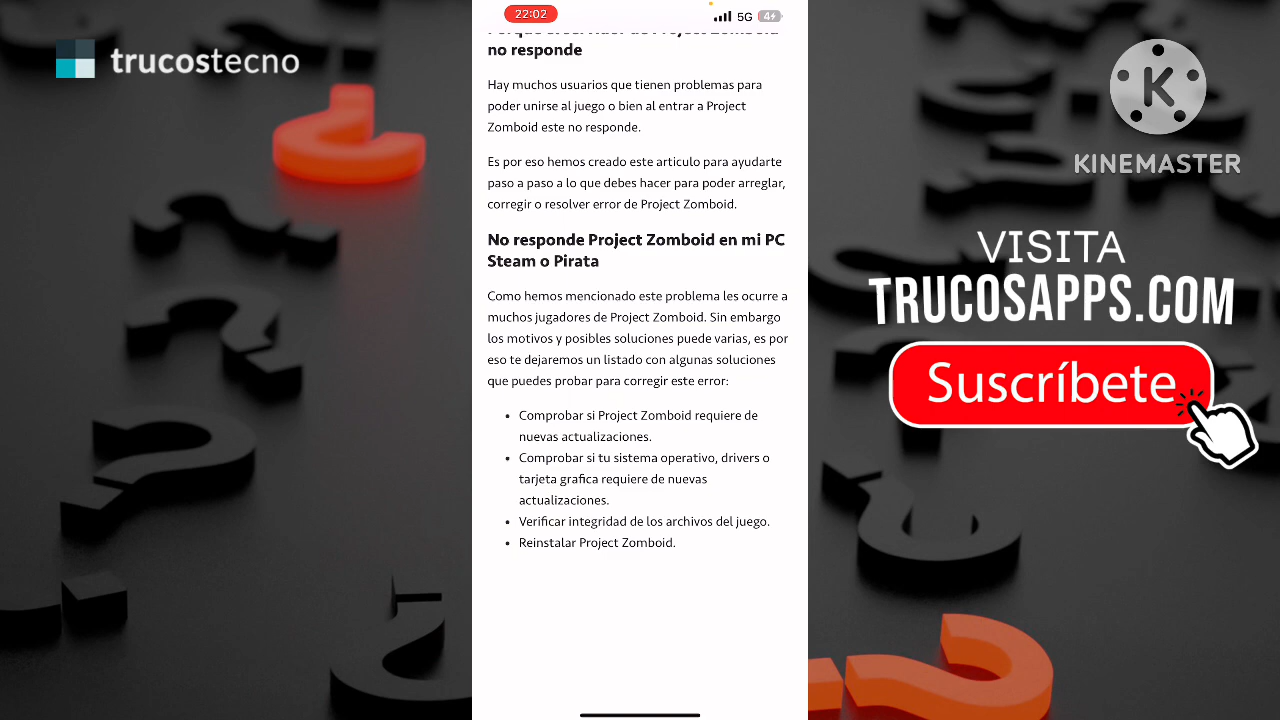 trucostecno
22:02
5G
4
no responde
Hay muchos usuarios que tienen problemas para
poder unirse al juego o bien al entrar a Project
Zomboid este no responde.
Es por eso hemos creado este articulo para ayudarte
paso a paso a lo que debes hacer para poder arreglar,
corregir o resolver error de Project Zomboid.
No responde Project Zomboid en mi PC
Steam o Pirata
Como hemos mencionado este problema les ocurre a
muchos jugadores de Project Zomboid. Sin embargo
los motivos y posibles soluciones puede varias, es por
eso te dejaremos un listado con algunas soluciones
que puedes probar para corregir este error:
• Comprobar si Project Zomboid requiere de
nuevas actualizaciones.
• Comprobar si tu sistema operativo, drivers o
tarjeta grafica requiere de nuevas
actualizaciones.
• Verificar integridad de los archivos del juego.
• Reinstalar Project Zomboid.
K
KINEMASTER
VISITA
TRUCOSAPPS.COM
Suscríbete